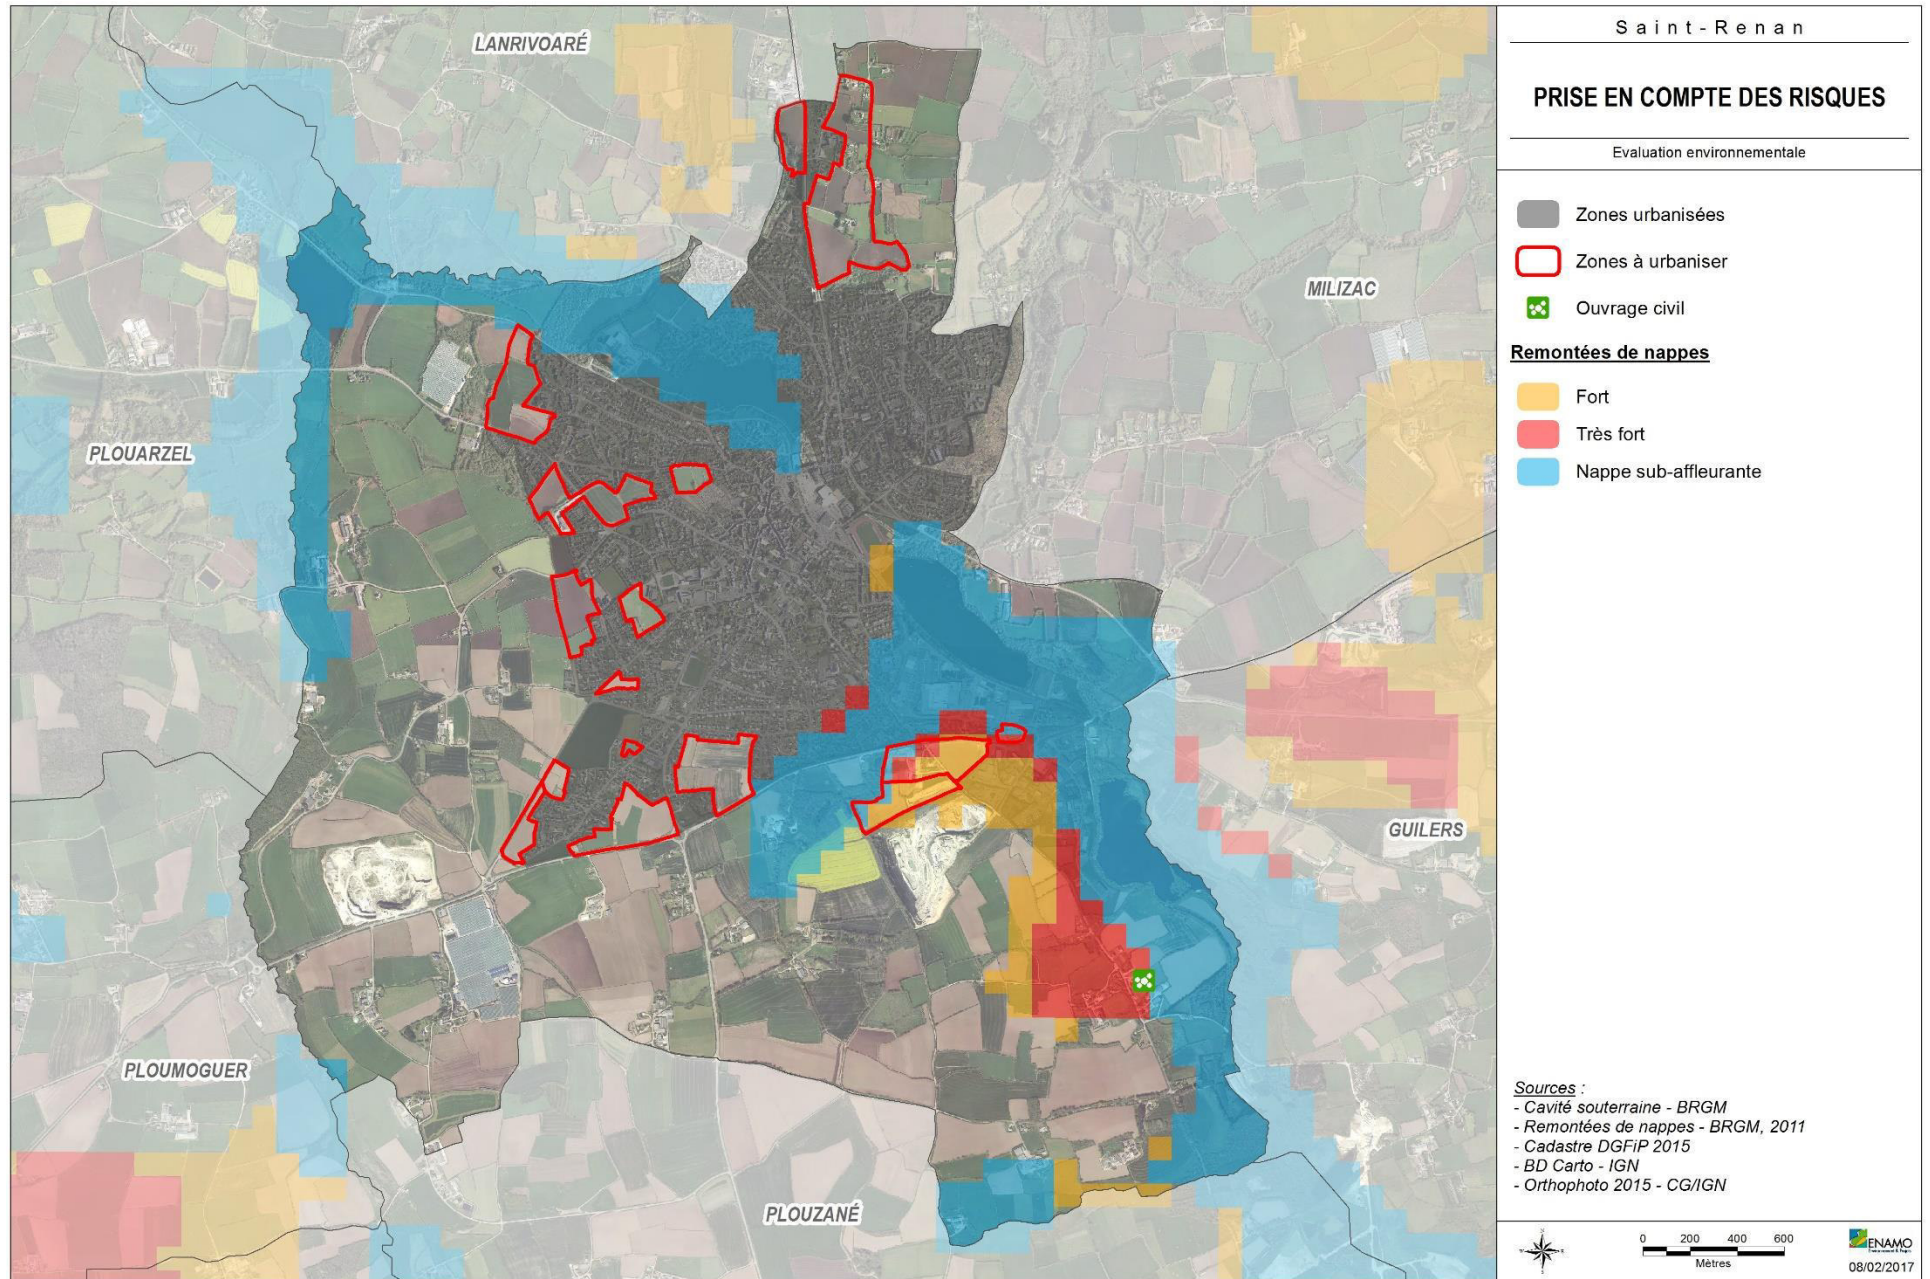 LANRIVOARÉ
MILIZAC
PLOUARZEL
GUILERS
PLOUMOGUER
PLOUZANÉ
Saint-Renan
PRISE EN COMPTE DES RISQUES
Evaluation environnementale
Zones urbanisées
Zones à urbaniser
Ouvrage civil
Remontées de nappes
Fort
Très fort
Nappe sub-affleurante
Sources :
- Cavité souterraine - BRGM
- Remontées de nappes - BRGM, 2011
- Cadastre DGFiP 2015
- BD Carto - IGN
- Orthophoto 2015 - CG/IGN
0 200 400 600
Mètres
ENAMO
08/02/2017